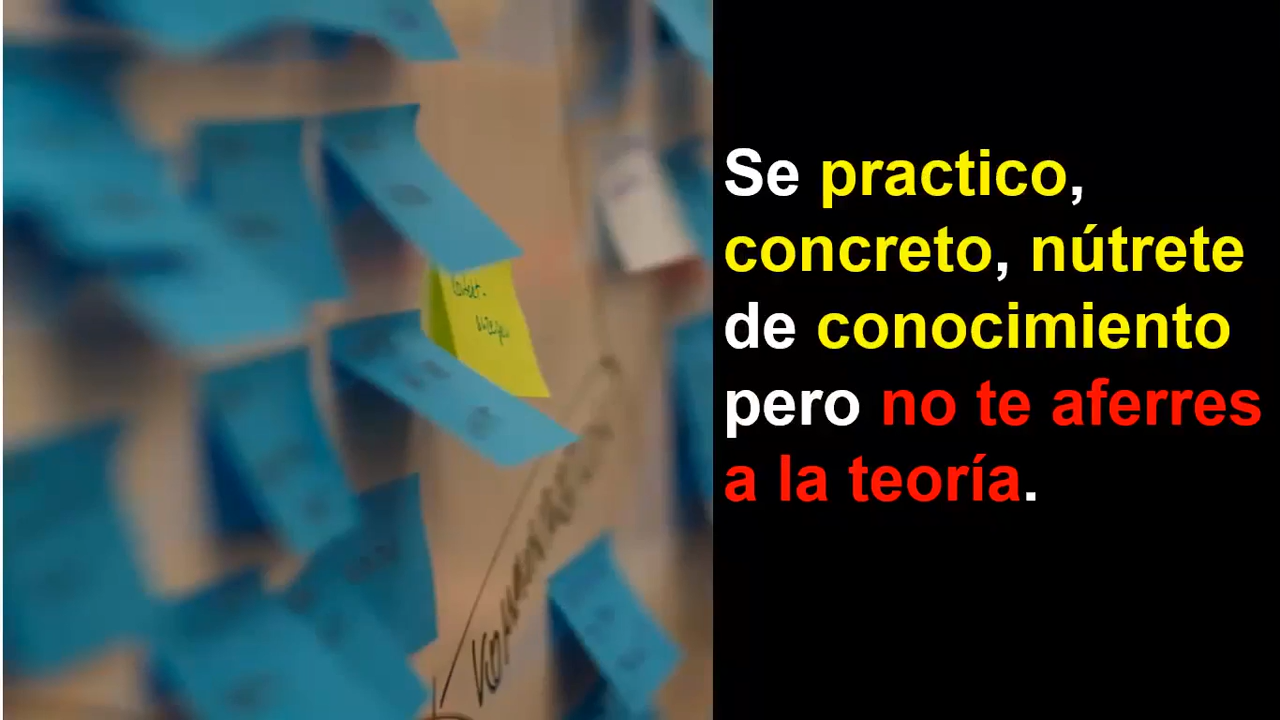 Se practico,
concreto, nútrete
de conocimiento
pero no te aferres
a la teoría.